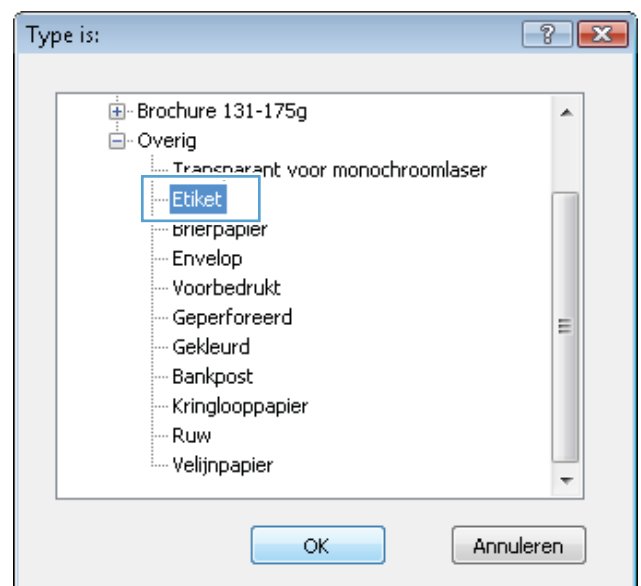 Type is:
Brochure 131-175g
Overig
Transparant voor monochroomlaser
Etiket
Briefpapier
Envelop
Voorbedrukt
Geperforeerd
Gekleurd
Bankpost
Kringlooppapier
Ruw
Velijnpapier
OK Annuleren